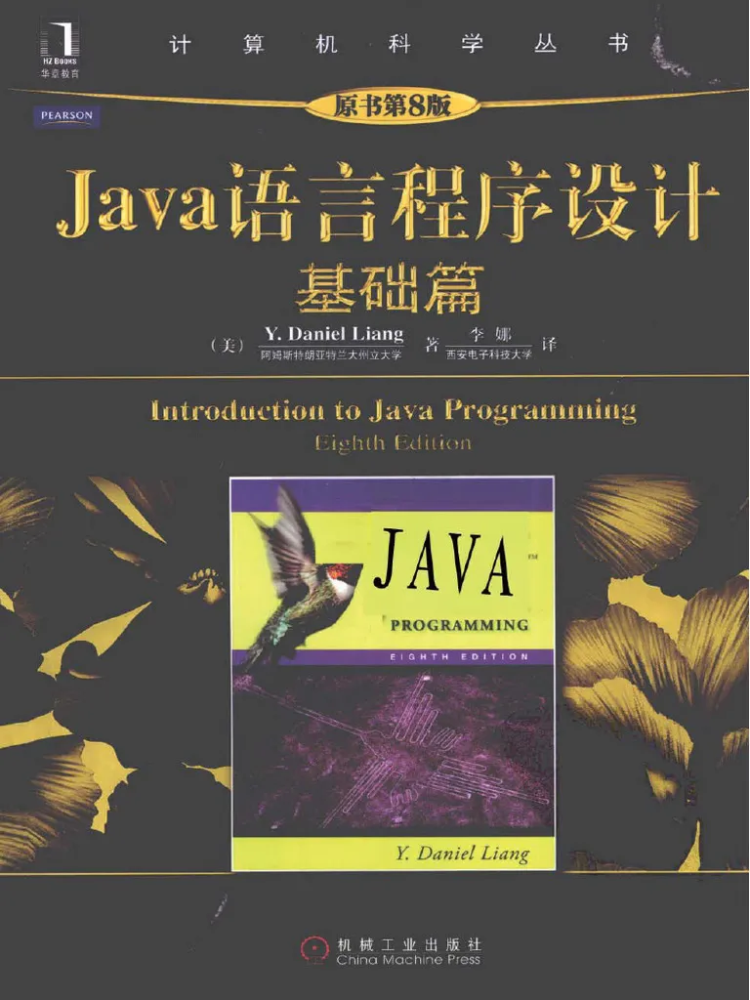 计算机科学丛书
HZ BOOKS
华章教育
PEARSON
原书第8版
Java语言程序设计
基础篇
（美） Y. Daniel Liang 著 李娜 译
阿姆斯特朗亚特兰大州立大学 西安电子科技大学
Introduction to Java Programming
Eighth Edition
JAVA™
PROGRAMMING
EIGHTH EDITION
Y. Daniel Liang
机械工业出版社
China Machine Press